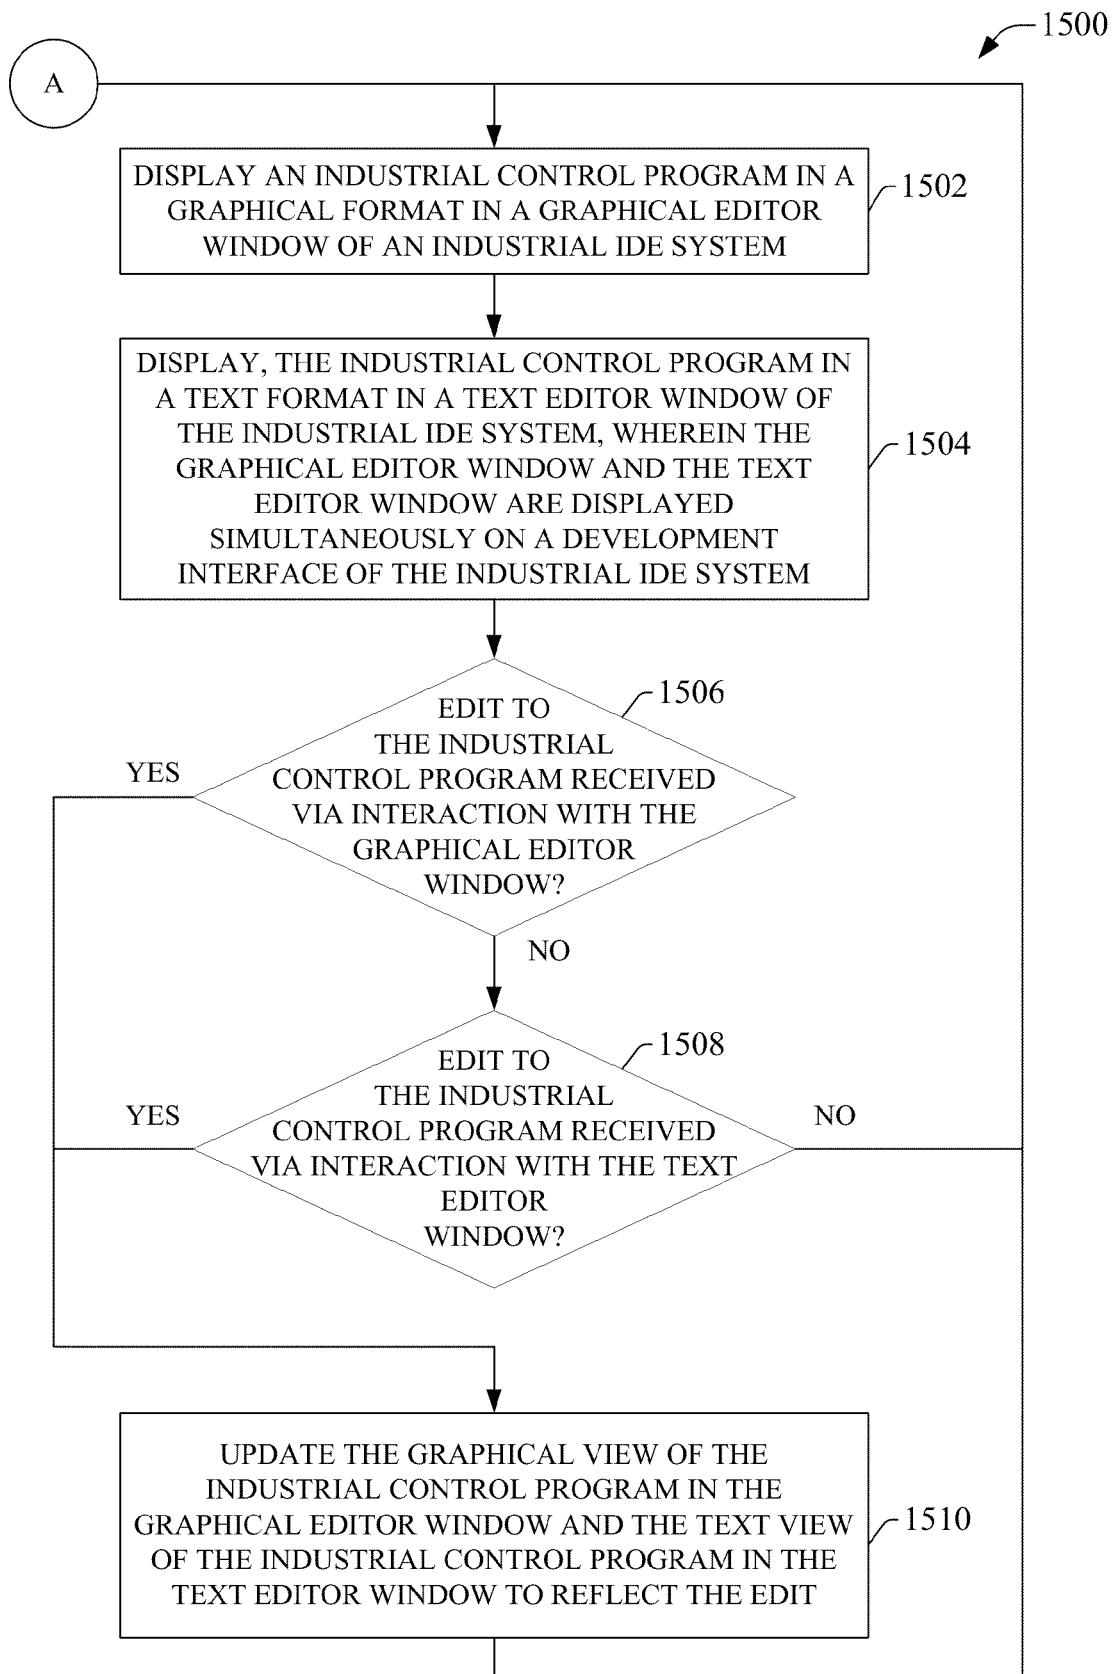 1500
A
DISPLAY AN INDUSTRIAL CONTROL PROGRAM IN A
GRAPHICAL FORMAT IN A GRAPHICAL EDITOR
WINDOW OF AN INDUSTRIAL IDE SYSTEM
1502
DISPLAY, THE INDUSTRIAL CONTROL PROGRAM IN
A TEXT FORMAT IN A TEXT EDITOR WINDOW OF
THE INDUSTRIAL IDE SYSTEM, WHEREIN THE
GRAPHICAL EDITOR WINDOW AND THE TEXT
EDITOR WINDOW ARE DISPLAYED
SIMULTANEOUSLY ON A DEVELOPMENT
INTERFACE OF THE INDUSTRIAL IDE SYSTEM
1504
EDIT TO
THE INDUSTRIAL
CONTROL PROGRAM RECEIVED
VIA INTERACTION WITH THE
GRAPHICAL EDITOR
WINDOW?
1506
YES
NO
EDIT TO
THE INDUSTRIAL
CONTROL PROGRAM RECEIVED
VIA INTERACTION WITH THE TEXT
EDITOR
WINDOW?
1508
YES
NO
UPDATE THE GRAPHICAL VIEW OF THE
INDUSTRIAL CONTROL PROGRAM IN THE
GRAPHICAL EDITOR WINDOW AND THE TEXT VIEW
OF THE INDUSTRIAL CONTROL PROGRAM IN THE
TEXT EDITOR WINDOW TO REFLECT THE EDIT
1510